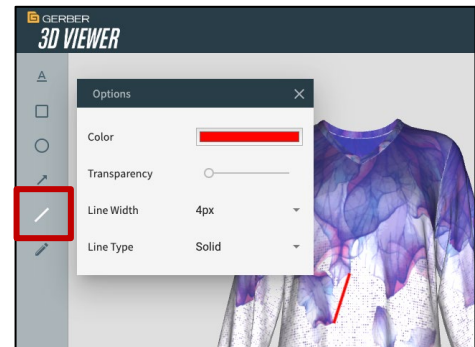 GERBER
3D VIEWER
A
Options
Color
Transparency
Line Width 4px
Line Type Solid